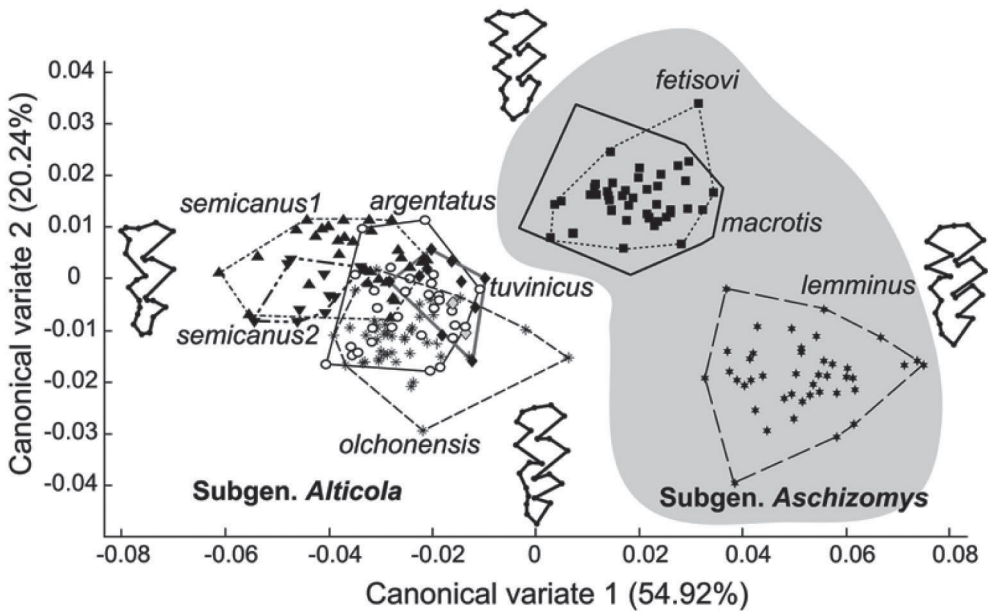 Canonical variate 2 (20.24%)
0.04
0.03
0.02
0.01
0
-0.01
-0.02
-0.03
-0.04
fetisovi
macrotis
semicanus1
argentatus
tuvinicus
lemminus
semicanus2
olchonensis
Subgen. Alticola
Subgen. Aschizomys
-0.08
-0.06
-0.04
-0.02
0
0.02
0.04
0.06
0.08
Canonical variate 1 (54.92%)